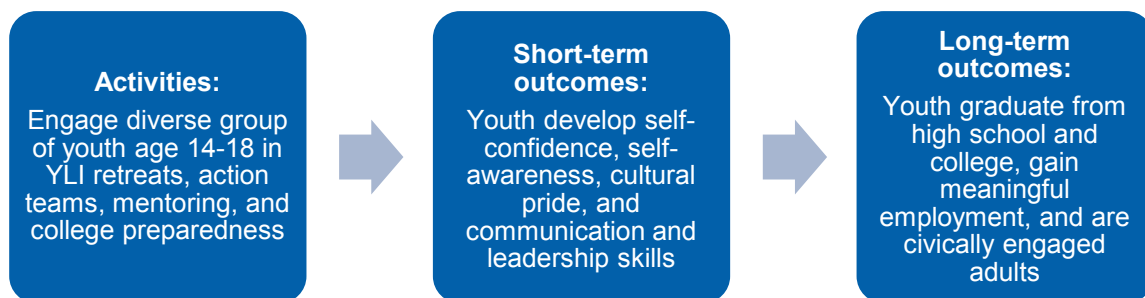 Activities:
Engage diverse group
of youth age 14-18 in
YLI retreats, action
teams, mentoring, and
college preparedness
Short-term
outcomes:
Youth develop self-
confidence, self-
awareness, cultural
pride, and
communication and
leadership skills
Long-term
outcomes:
Youth graduate from
high school and
college, gain
meaningful
employment, and are
civically engaged
adults